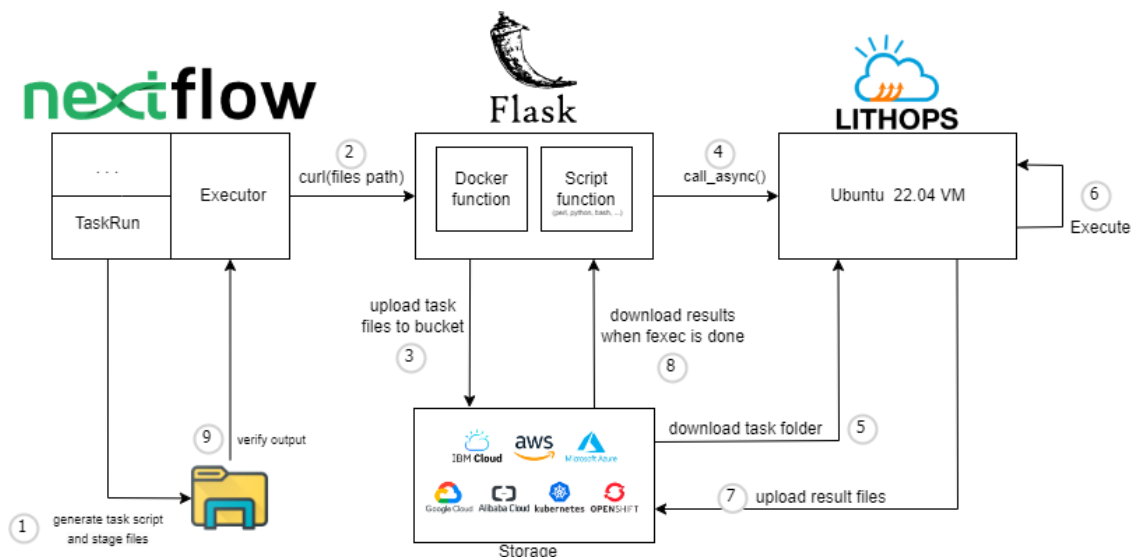 nextflow
Flask
LITHOPS
. . .
TaskRun
Executor
2
curl(files path)
Docker
function
Script
function
(perl, python, bash, ...)
4
call_async()
Ubuntu 22.04 VM
6
Execute
upload task
files to bucket
3
download results
when fexec is done
8
9
verify output
1
generate task script
and stage files
IBM Cloud
aws
Microsoft Azure
Google Cloud
Alibaba Cloud
kubernetes
OPENSHIFT
Storage
download task folder
5
7
upload result files